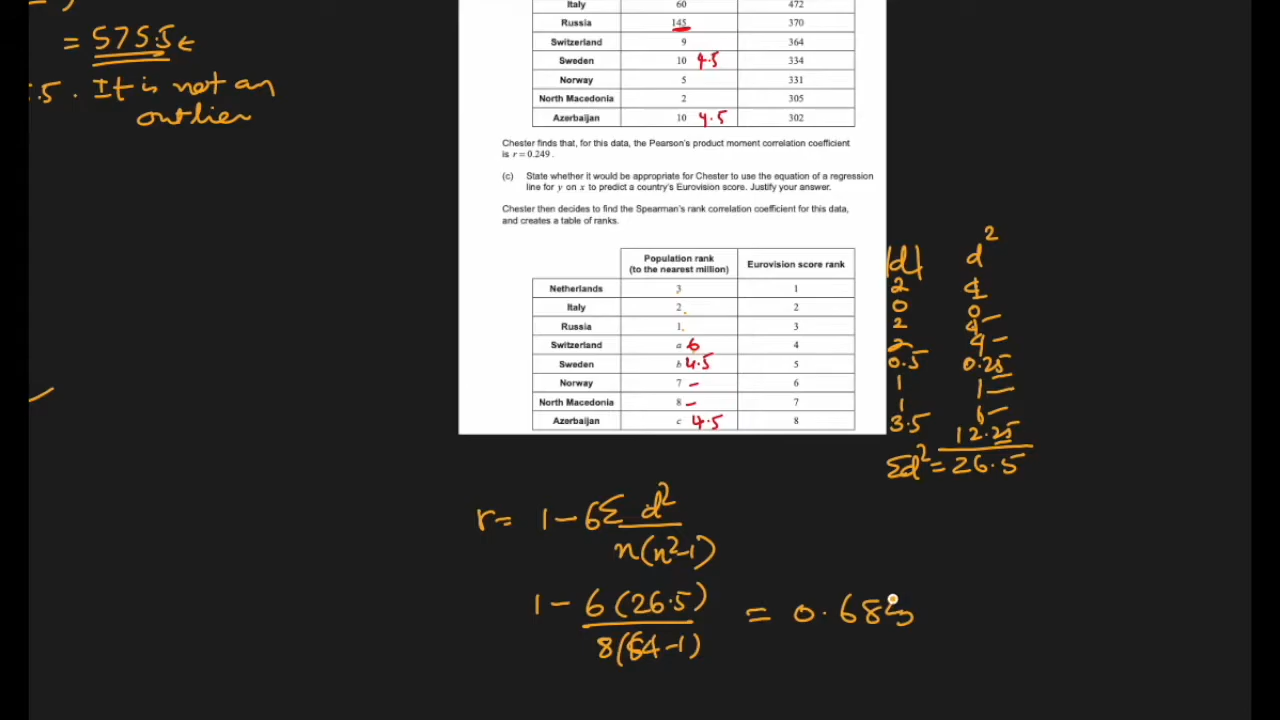 = 575.5€
:.5. It is not an
outlier
Italy 60 472
Russia 145 370
Switzerland 9 364
Sweden 10 4.5 334
Norway 5 331
North Macedonia 2 305
Azerbaijan 10 4.5 302
Chester finds that, for this data, the Pearson's product moment correlation coefficient
is r = 0.249.
(c) State whether it would be appropriate for Chester to use the equation of a regression
line for y on x to predict a country's Eurovision score. Justify your answer.
Chester then decides to find the Spearman's rank correlation coefficient for this data,
and creates a table of ranks.
Population rank
(to the nearest million) Eurovision score rank |d| d²
Netherlands 3 1 2 4
Italy 2 2 0 0
Russia 1 3 2 4
Switzerland a 6 4 2 4
Sweden b 4.5 5 0.5 0.25
Norway 7 6 1 1
North Macedonia 8 7 1 1
Azerbaijan c 4.5 8 3.5 12.25
Σd² = 26.5
r = 1 - 6Σ d²
n(n²-1)
1 - 6(26.5) = 0.685
8(64-1)